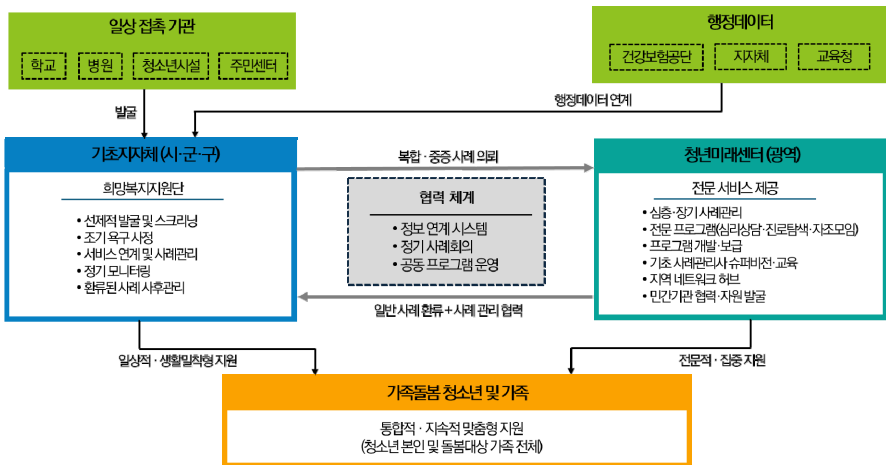 일상 접촉 기관
학교
병원
청소년시설
주민센터
행정데이터
건강보험공단
지자체
교육청
발굴
행정데이터 연계
기초지자체 (시·군·구)
희망복지지원단
• 선제적 발굴 및 스크리닝
• 조기 욕구 사정
• 서비스 연계 및 사례관리
• 정기 모니터링
• 환류된 사례 사후관리
복합·중증 사례 의뢰
협력 체계
• 정보 연계 시스템
• 정기 사례회의
• 공동 프로그램 운영
일반 사례 환류 + 사례 관리 협력
청년미래센터 (광역)
전문 서비스 제공
• 심층·장기 사례관리
• 전문 프로그램(심리상담·진로탐색·자조모임)
• 프로그램 개발·보급
• 기초 사례관리사 슈퍼비전·교육
• 지역 네트워크 허브
• 민간기관 협력·자원 발굴
일상적·생활밀착형 지원
전문적·집중 지원
가족돌봄 청소년 및 가족
통합적·지속적 맞춤형 지원
(청소년 본인 및 돌봄대상 가족 전체)